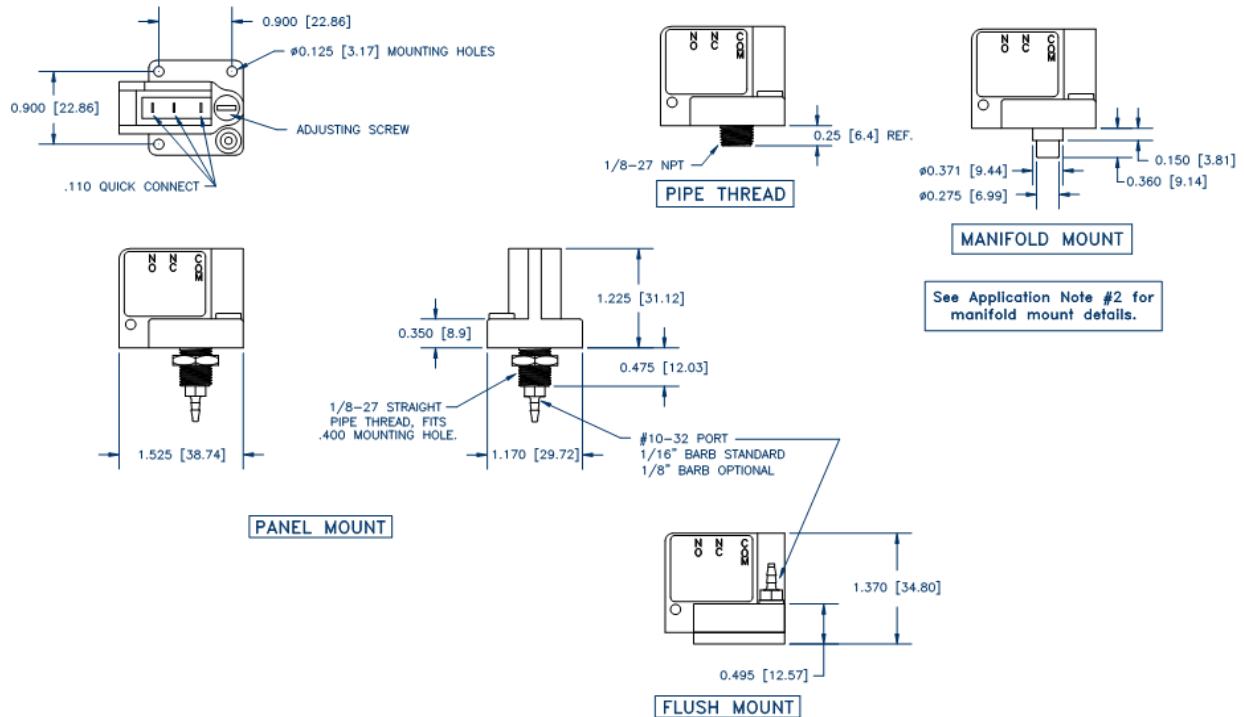 0.900 [22.86]
ø0.125 [3.17] MOUNTING HOLES
0.900 [22.86]
ADJUSTING SCREW
.110 QUICK CONNECT
NO
NC
COM
0.25 [6.4] REF.
1/8-27 NPT
PIPE THREAD
NO
NC
COM
0.150 [3.81]
ø0.371 [9.44]
0.360 [9.14]
ø0.275 [6.99]
MANIFOLD MOUNT
See Application Note #2 for
manifold mount details.
NO
NC
COM
1.525 [38.74]
1.225 [31.12]
0.350 [8.9]
0.475 [12.03]
1/8-27 STRAIGHT
PIPE THREAD, FITS
.400 MOUNTING HOLE.
1.170 [29.72]
#10-32 PORT
1/16" BARB STANDARD
1/8" BARB OPTIONAL
PANEL MOUNT
NO
NC
COM
1.370 [34.80]
0.495 [12.57]
FLUSH MOUNT